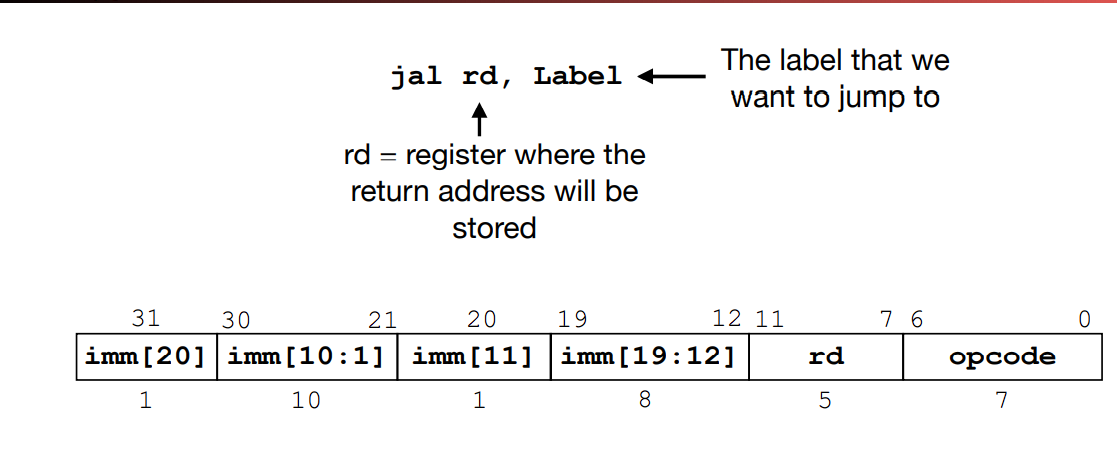 jal rd, Label
The label that we
want to jump to
rd = register where the
return address will be
stored
31 30 21 20 19 12 11 7 6 0
imm[20] imm[10:1] imm[11] imm[19:12] rd opcode
1 10 1 8 5 7